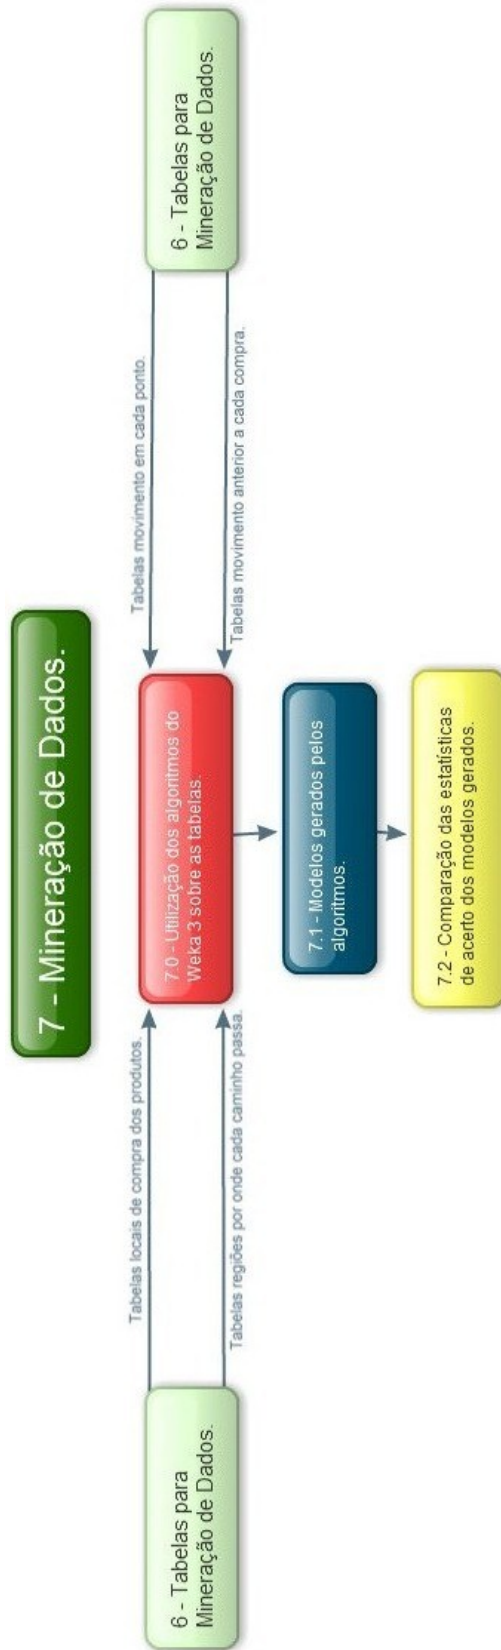 7 - Mineração de Dados.
6 - Tabelas para
Mineração de Dados.
Tabelas locais de compra dos produtos.
Tabelas regiões por onde cada caminho passa.
7.0 - Utilização dos algoritmos do
Weka 3 sobre as tabelas.
Tabelas movimento em cada ponto.
Tabelas movimento anterior a cada compra.
6 - Tabelas para
Mineração de Dados.
7.1 - Modelos gerados pelos
algoritmos.
7.2 - Comparação das estatísticas
de acerto dos modelos gerados.